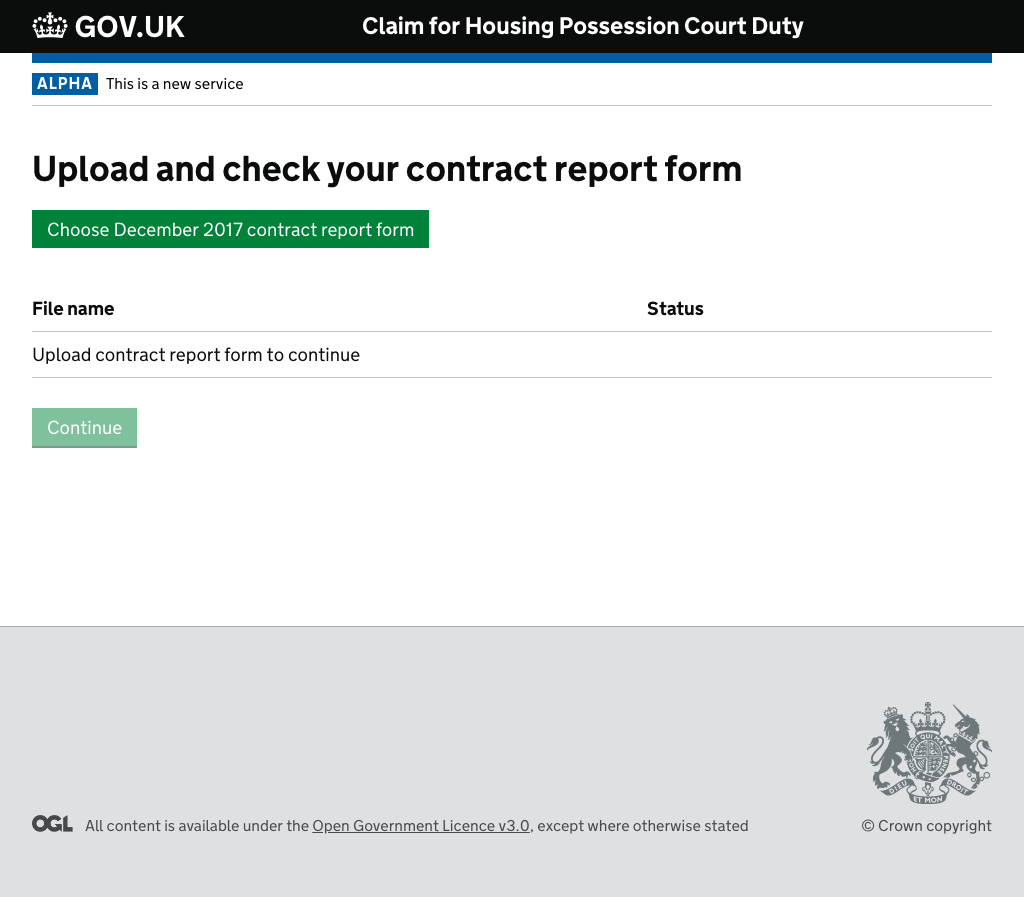 GOV.UK
Claim for Housing Possession Court Duty
ALPHA This is a new service
Upload and check your contract report form
Choose December 2017 contract report form
File name Status
Upload contract report form to continue
Continue
DIEU ET MON DROIT
OGL All content is available under the Open Government Licence v3.0, except where otherwise stated
© Crown copyright